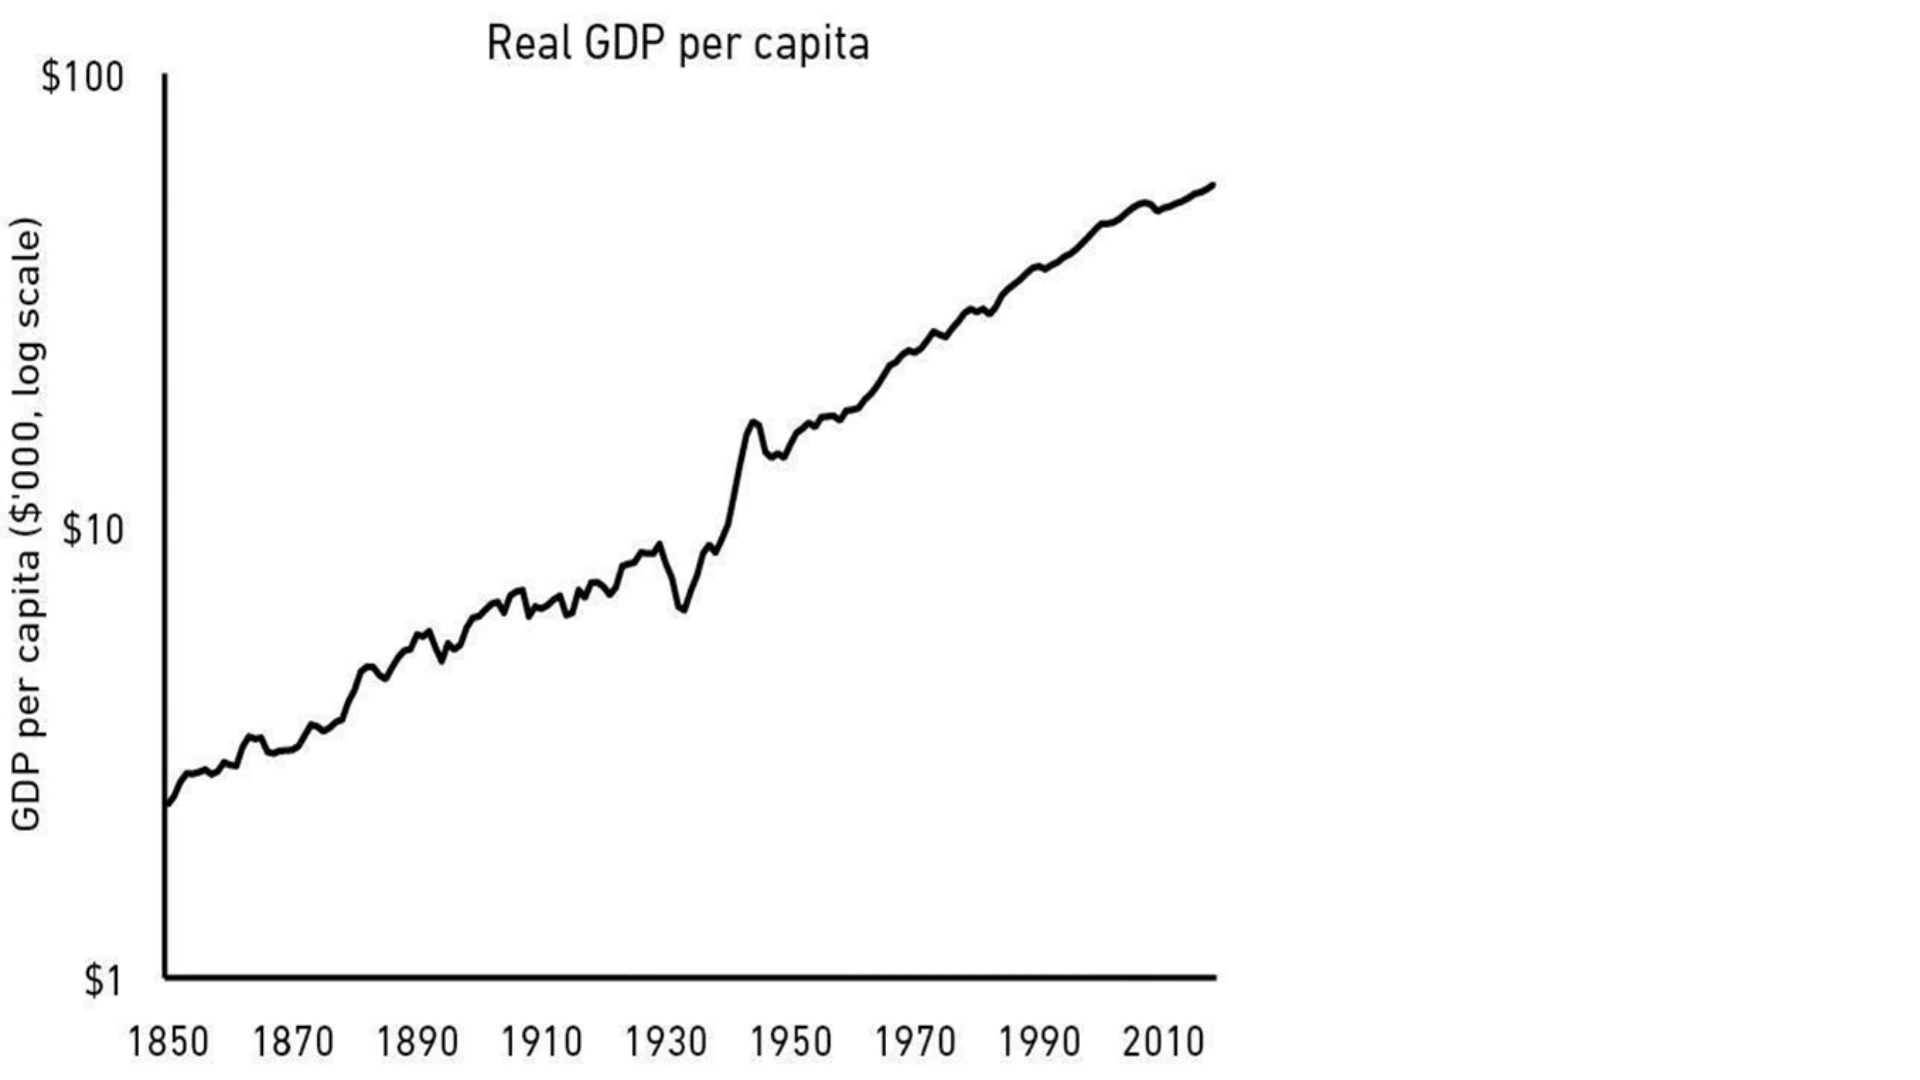 Real GDP per capita
$100
$10
$1
GDP per capita ($'000, log scale)
1850 1870 1890 1910 1930 1950 1970 1990 2010